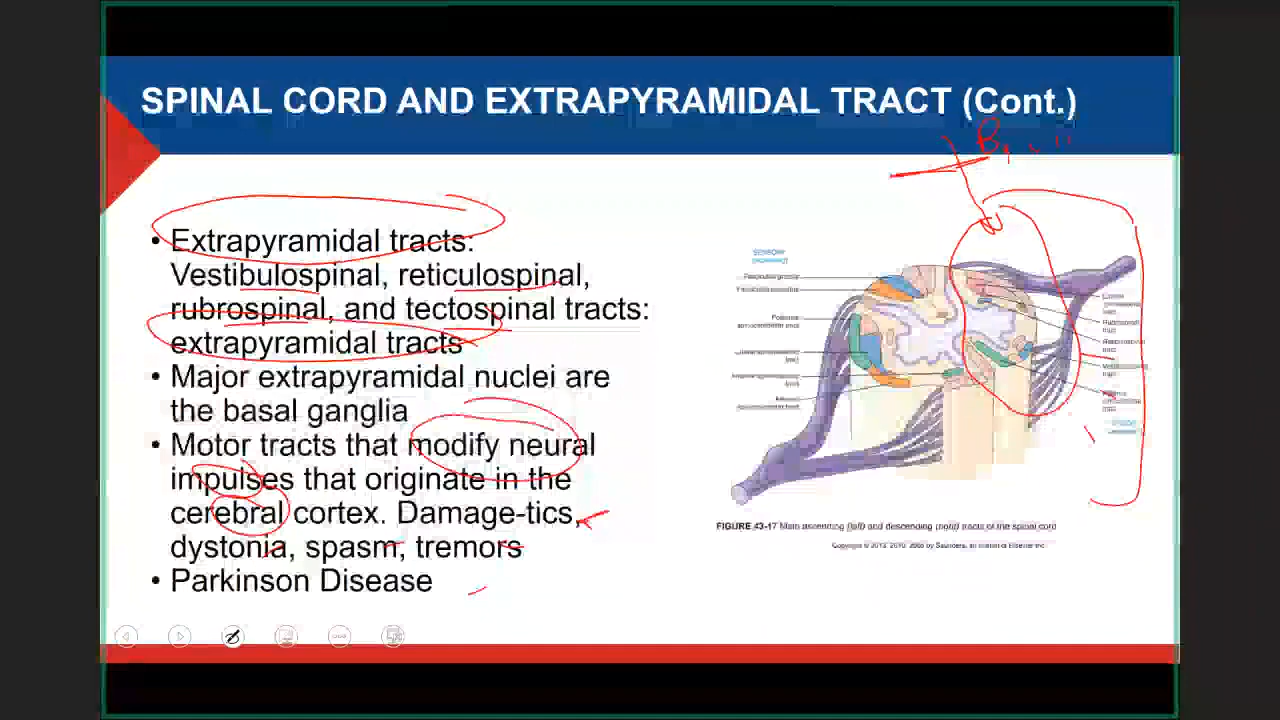 SPINAL CORD AND EXTRAPYRAMIDAL TRACT (Cont.)
• Extrapyramidal tracts:
Vestibulospinal, reticulospinal,
rubrospinal, and tectospinal tracts:
extrapyramidal tracts
• Major extrapyramidal nuclei are
the basal ganglia
• Motor tracts that modify neural
impulses that originate in the
cerebral cortex. Damage-tics,
dystonia, spasm, tremors
• Parkinson Disease
SENSORY
FIGURE 43-17 Main ascending (left) and descending (right) tracts of the spinal cord